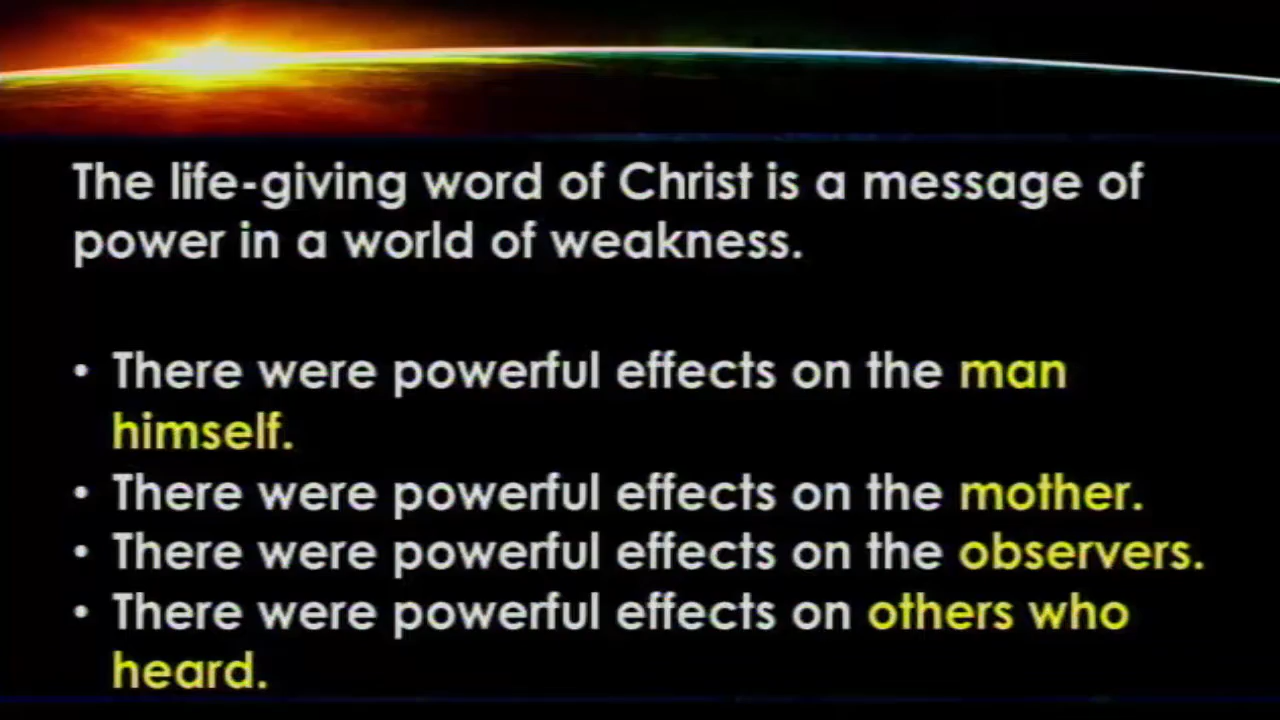 The life-giving word of Christ is a message of
power in a world of weakness.
• There were powerful effects on the man
himself.
• There were powerful effects on the mother.
• There were powerful effects on the observers.
• There were powerful effects on others who
heard.